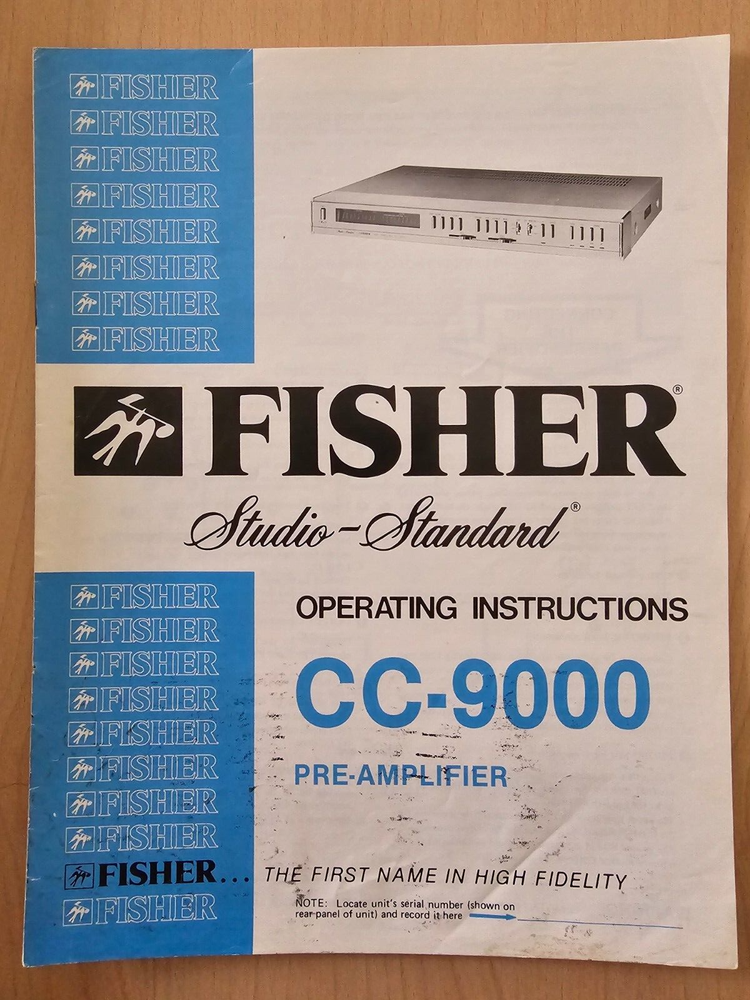 FISHER
FISHER
FISHER
FISHER
FISHER
FISHER
FISHER
FISHER
FISHER®
Studio-Standard®
FISHER
FISHER
FISHER
FISHER
FISHER
FISHER
FISHER
FISHER
OPERATING INSTRUCTIONS
CC-9000
PRE-AMPLIFIER
FISHER... THE FIRST NAME IN HIGH FIDELITY
FISHER
NOTE: Locate unit's serial number (shown on
rear-panel of unit) and record it here